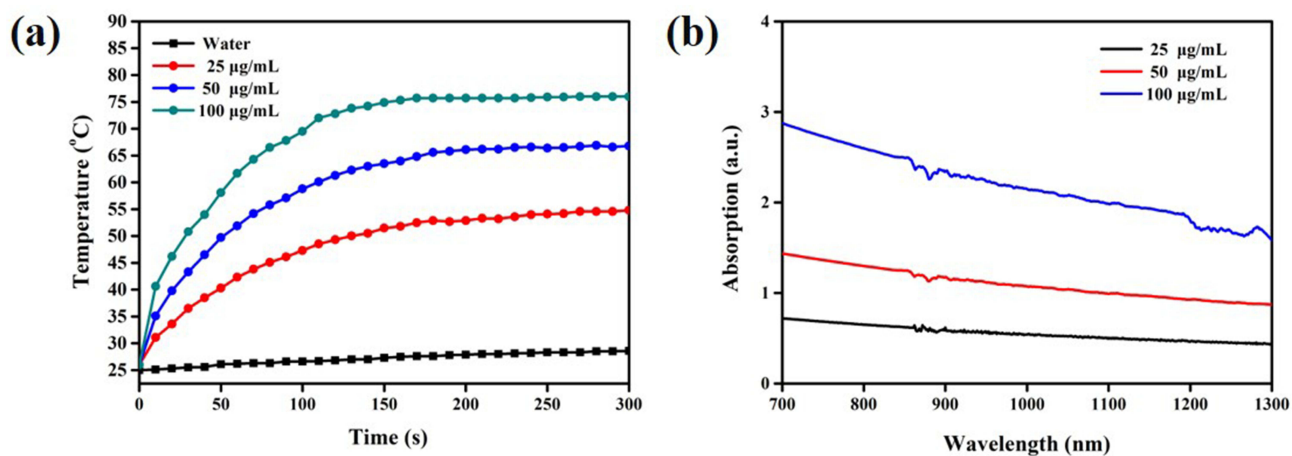 (a)
Temperature (°C)
90
85
80
75
70
65
60
55
50
45
40
35
30
25
Water
25 μg/mL
50 μg/mL
100 μg/mL
0 50 100 150 200 250 300
Time (s)
(b)
Absorption (a.u.)
4
3
2
1
0
25 μg/mL
50 μg/mL
100 μg/mL
700 800 900 1000 1100 1200 1300
Wavelength (nm)